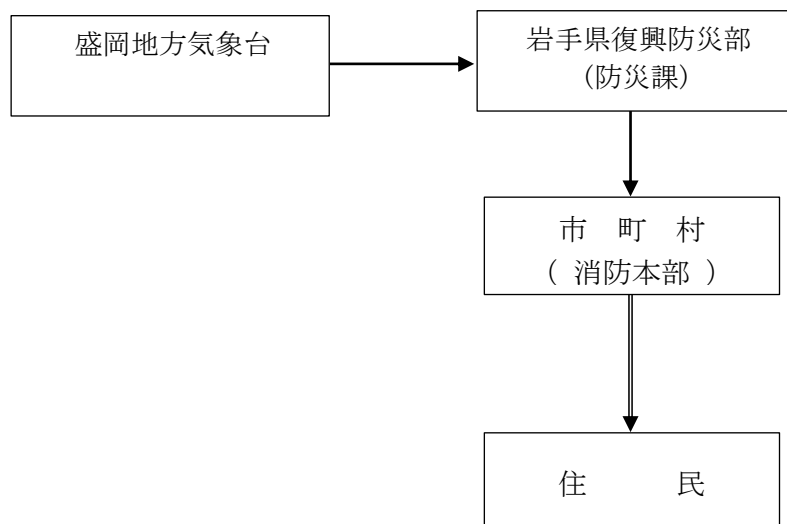 盛岡地方気象台
岩手県復興防災部
(防災課)
市　町　村
（ 消防本部 ）
住　　　民